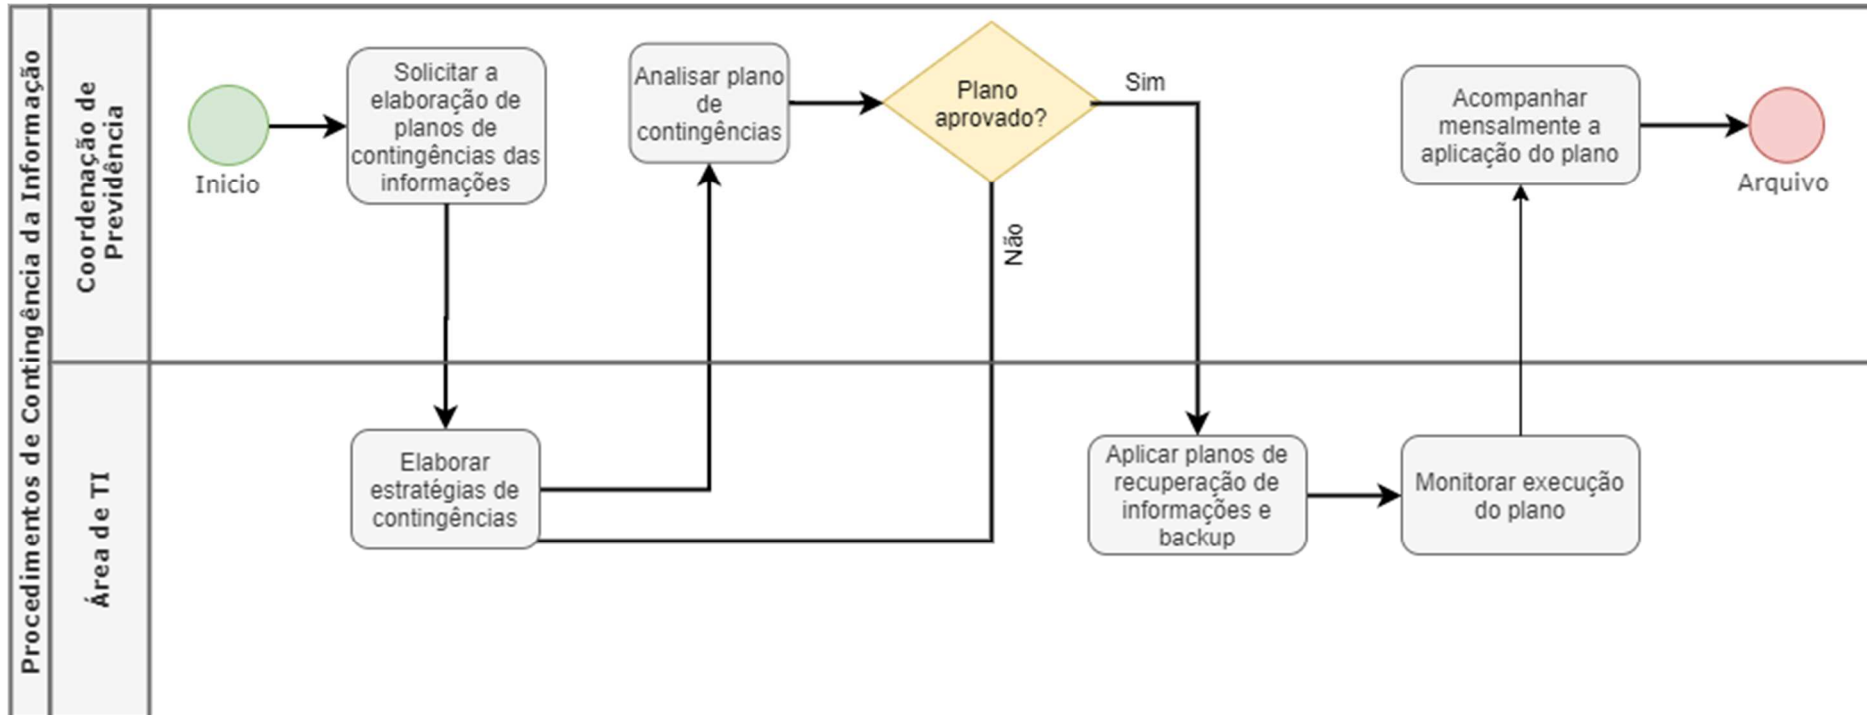 Procedimentos de Contingência da Informação
Coordenação de
Previdência
Inicio
Solicitar a
elaboração de
planos de
contingências das
informações
Analisar plano
de
contingências
Plano
aprovado?
Sim
Não
Acompanhar
mensalmente a
aplicação do plano
Arquivo
Área de TI
Elaborar
estratégias de
contingências
Aplicar planos de
recuperação de
informações e
backup
Monitorar execução
do plano